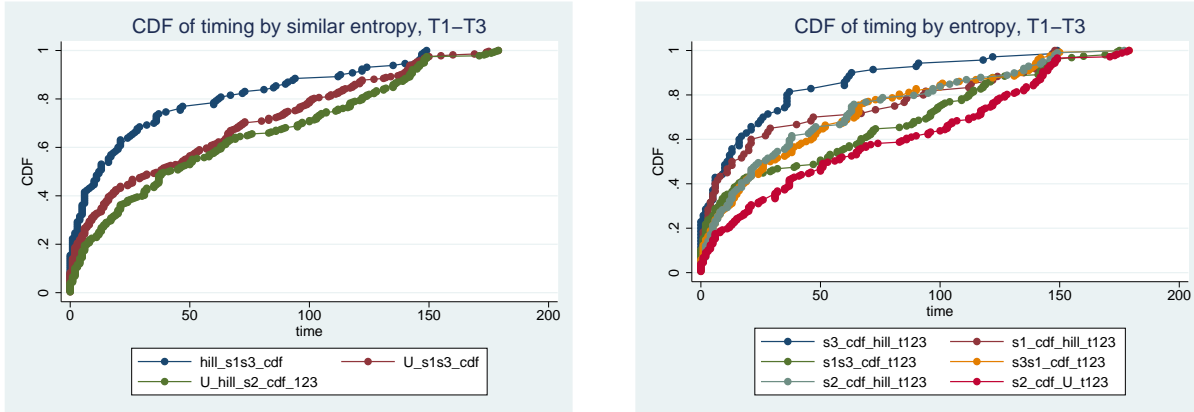 CDF of timing by similar entropy, T1−T3
1
.8
.6
.4
.2
0
CDF
0 50 100 150 200
time
hill_s1s3_cdf U_s1s3_cdf
U_hill_s2_cdf_123
CDF of timing by entropy, T1−T3
1
.8
.6
.4
.2
0
CDF
0 50 100 150 200
time
s3_cdf_hill_t123 s1_cdf_hill_t123
s1s3_cdf_t123 s3s1_cdf_t123
s2_cdf_hill_t123 s2_cdf_U_t123